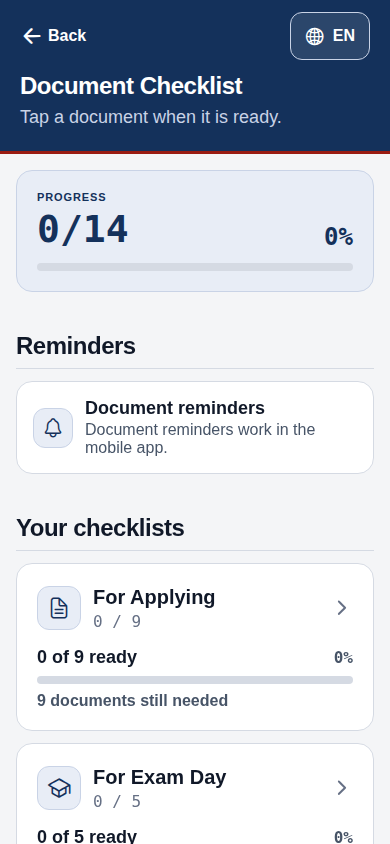 Back
EN
Document Checklist
Tap a document when it is ready.
PROGRESS
0/14
0%
Reminders
Document reminders
Document reminders work in the
mobile app.
Your checklists
For Applying
0 / 9
0 of 9 ready
0%
9 documents still needed
For Exam Day
0 / 5
0 of 5 ready
0%